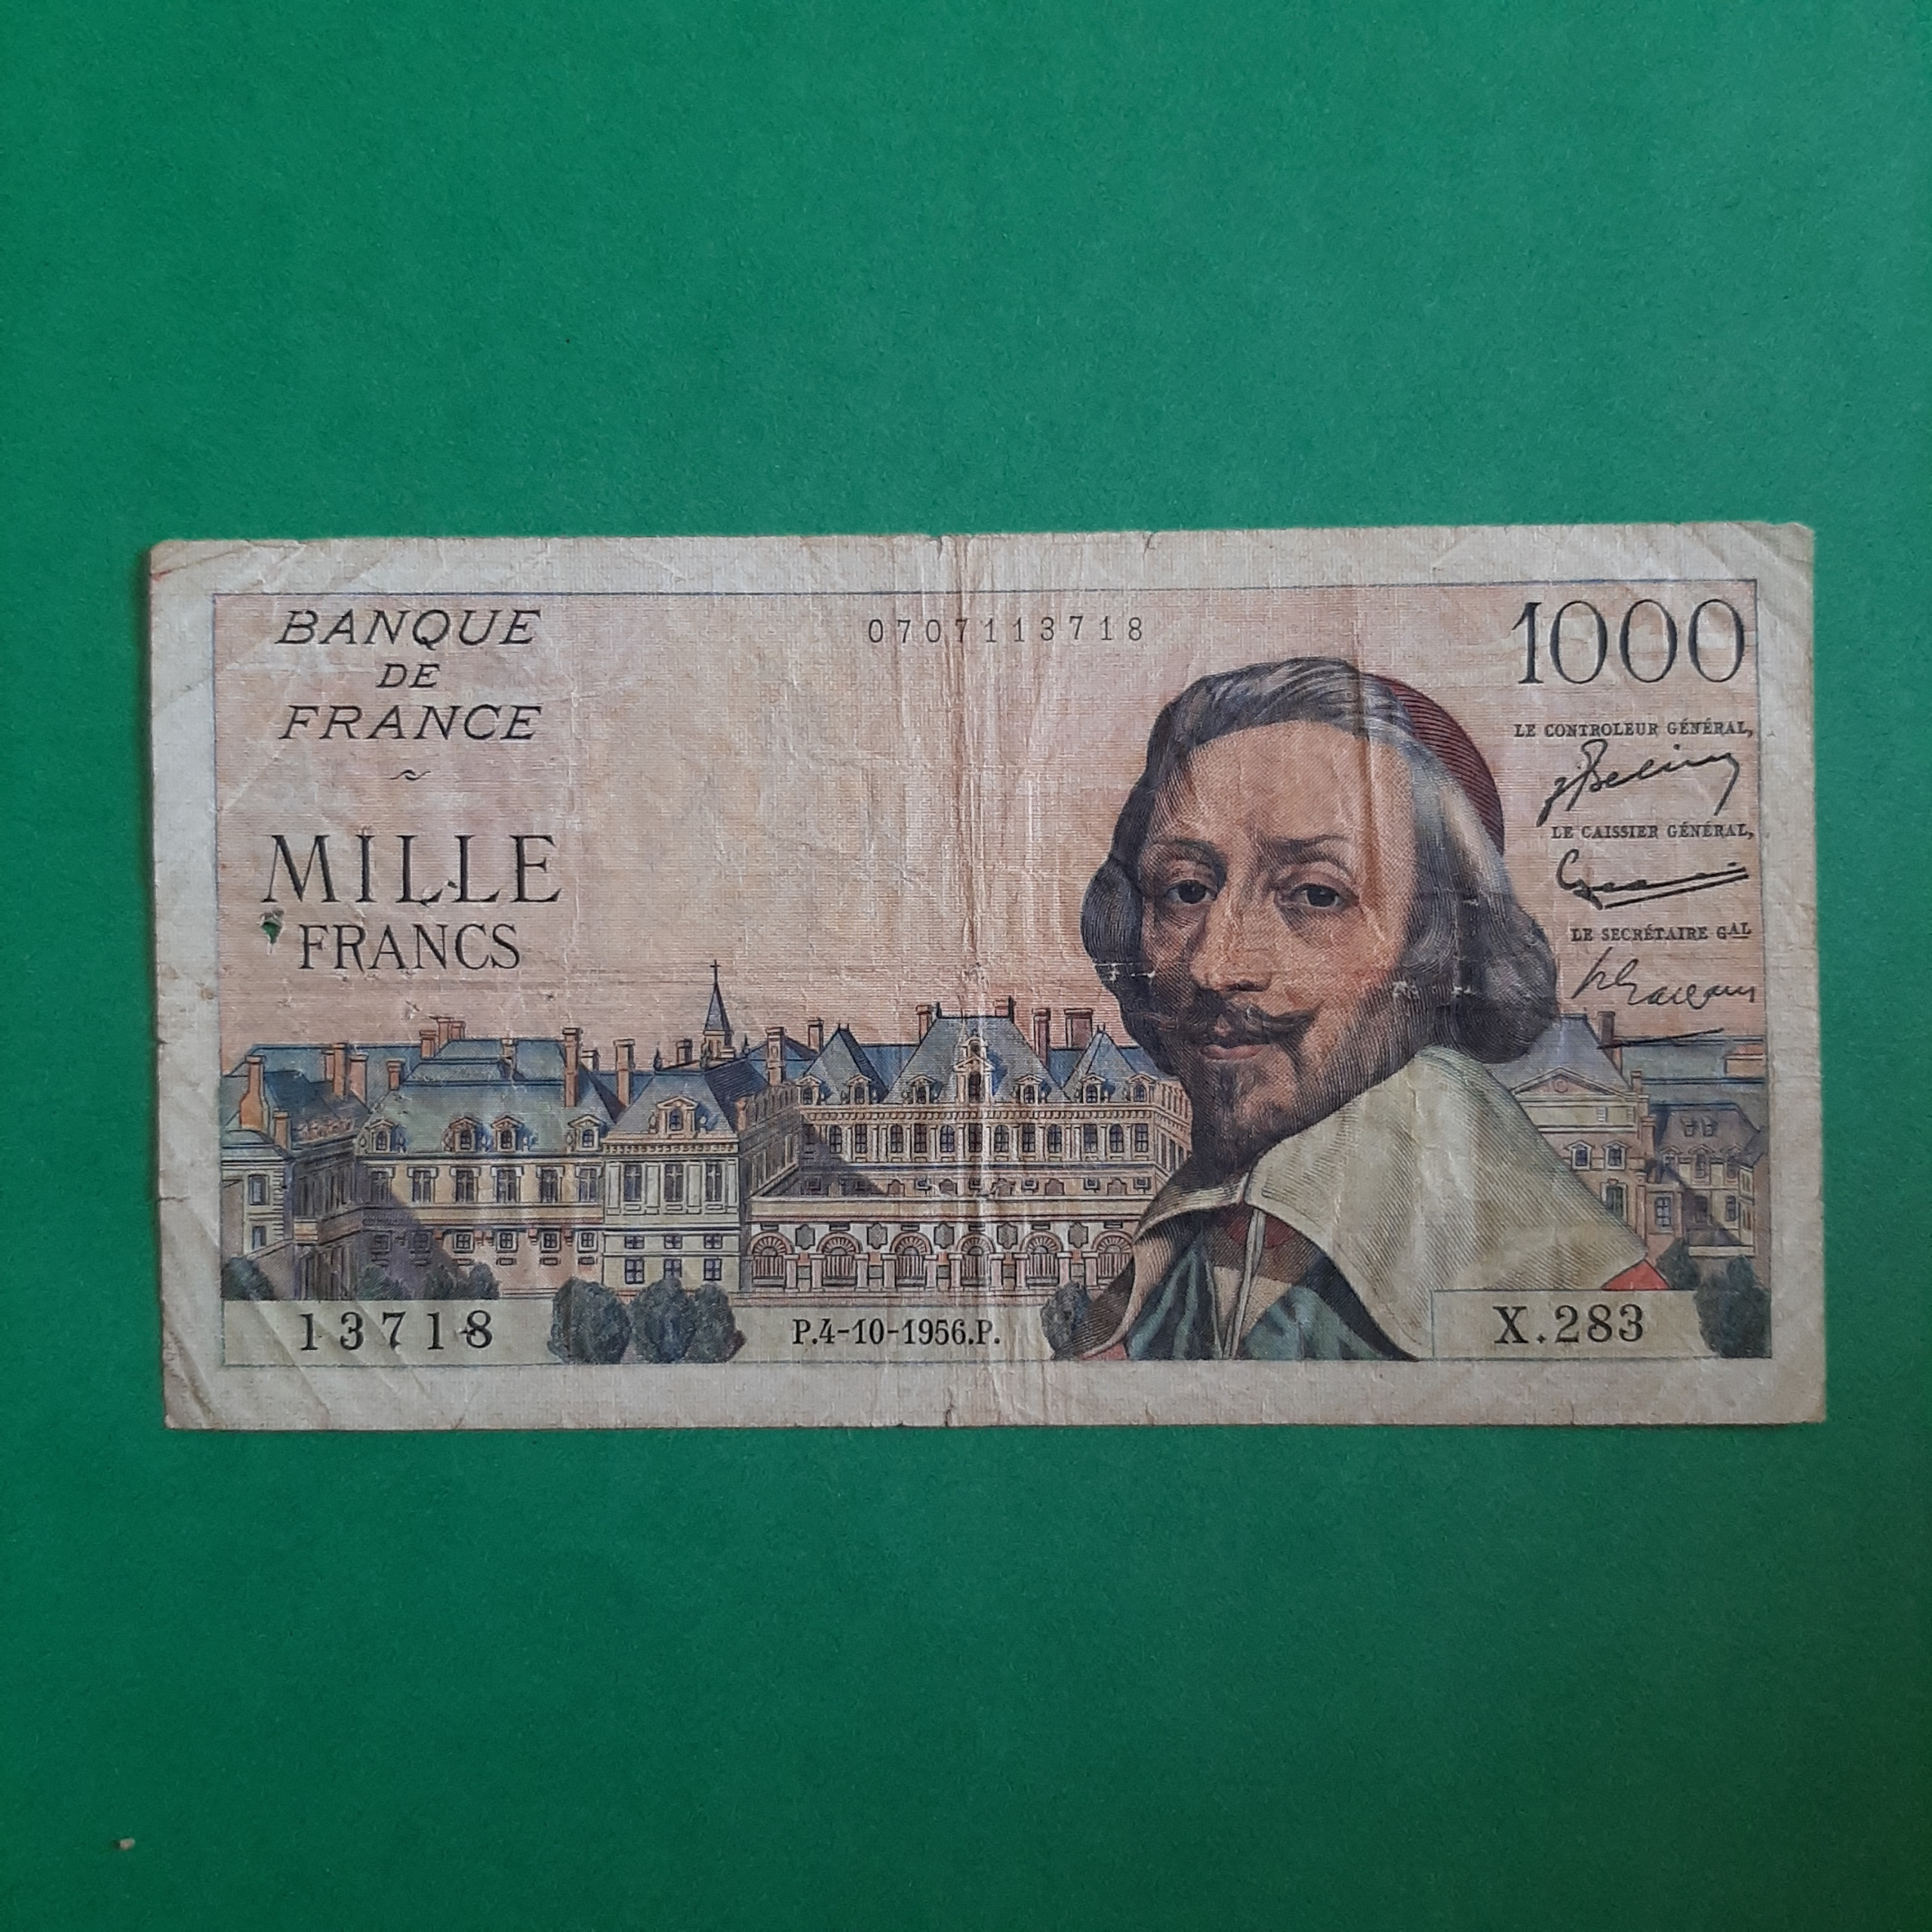 BANQUE
DE
FRANCE
MILLE
FRANCS
0707113718
1000
LE CONTROLEUR GÉNÉRAL,
LE CAISSIER GÉNÉRAL,
LE SECRÉTAIRE GAL
13718
P.4-10-1956.P.
X.283